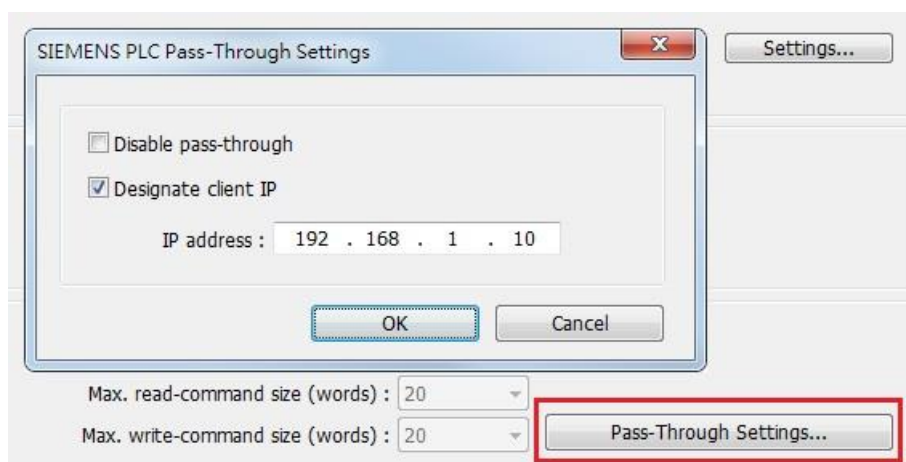 SIEMENS PLC Pass-Through Settings
Settings...
Disable pass-through
Designate client IP
IP address : 192 . 168 . 1 . 10
OK Cancel
Max. read-command size (words) : 20
Max. write-command size (words) : 20
Pass-Through Settings...